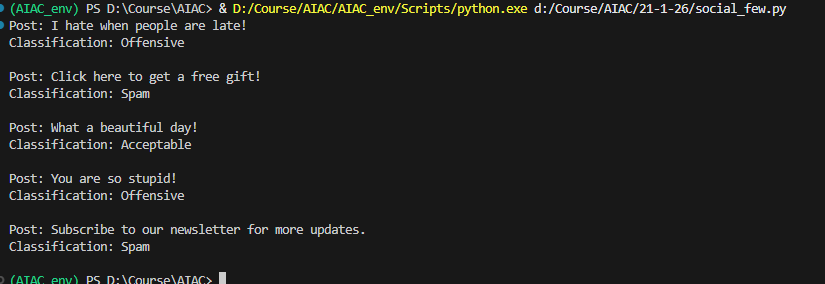 (AIAC_env) PS D:\Course\AIAC> & D:/Course/AIAC/AIAC_env/Scripts/python.exe d:/Course/AIAC/21-1-26/social_few.py
Post: I hate when people are late!
Classification: Offensive
Post: Click here to get a free gift!
Classification: Spam
Post: What a beautiful day!
Classification: Acceptable
Post: You are so stupid!
Classification: Offensive
Post: Subscribe to our newsletter for more updates.
Classification: Spam
(AIAC_env) PS D:\Course\AIAC>